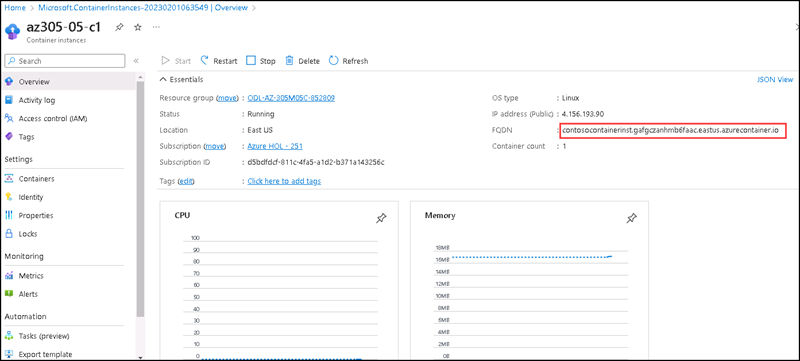 Home > Microsoft.ContainerInstances-20230201063549 | Overview >
az305-05-c1
Container instances
Search
«
Start Restart Stop Delete Refresh
Overview
Activity log
Access control (IAM)
Tags
Settings
Containers
Identity
Properties
Locks
Monitoring
Metrics
Alerts
Automation
Tasks (preview)
Export template
Essentials
JSON View
Resource group (move) : ODL-AZ-305M05C-852809
Status : Running
Location : East US
Subscription (move) : Azure HOL - 251
Subscription ID : d5bdfdcf-811c-4fa5-a1d2-b371a143256c
Tags (edit) : Click here to add tags
OS type : Linux
IP address (Public) : 4.156.193.90
FQDN : contosocontainerinst.gafgczanhmb6faac.eastus.azurecontainer.io
Container count : 1
CPU
100
90
80
70
60
50
40
30
20
10
0
Memory
18MB
16MB
14MB
12MB
10MB
8MB
6MB
4MB
2MB
0B